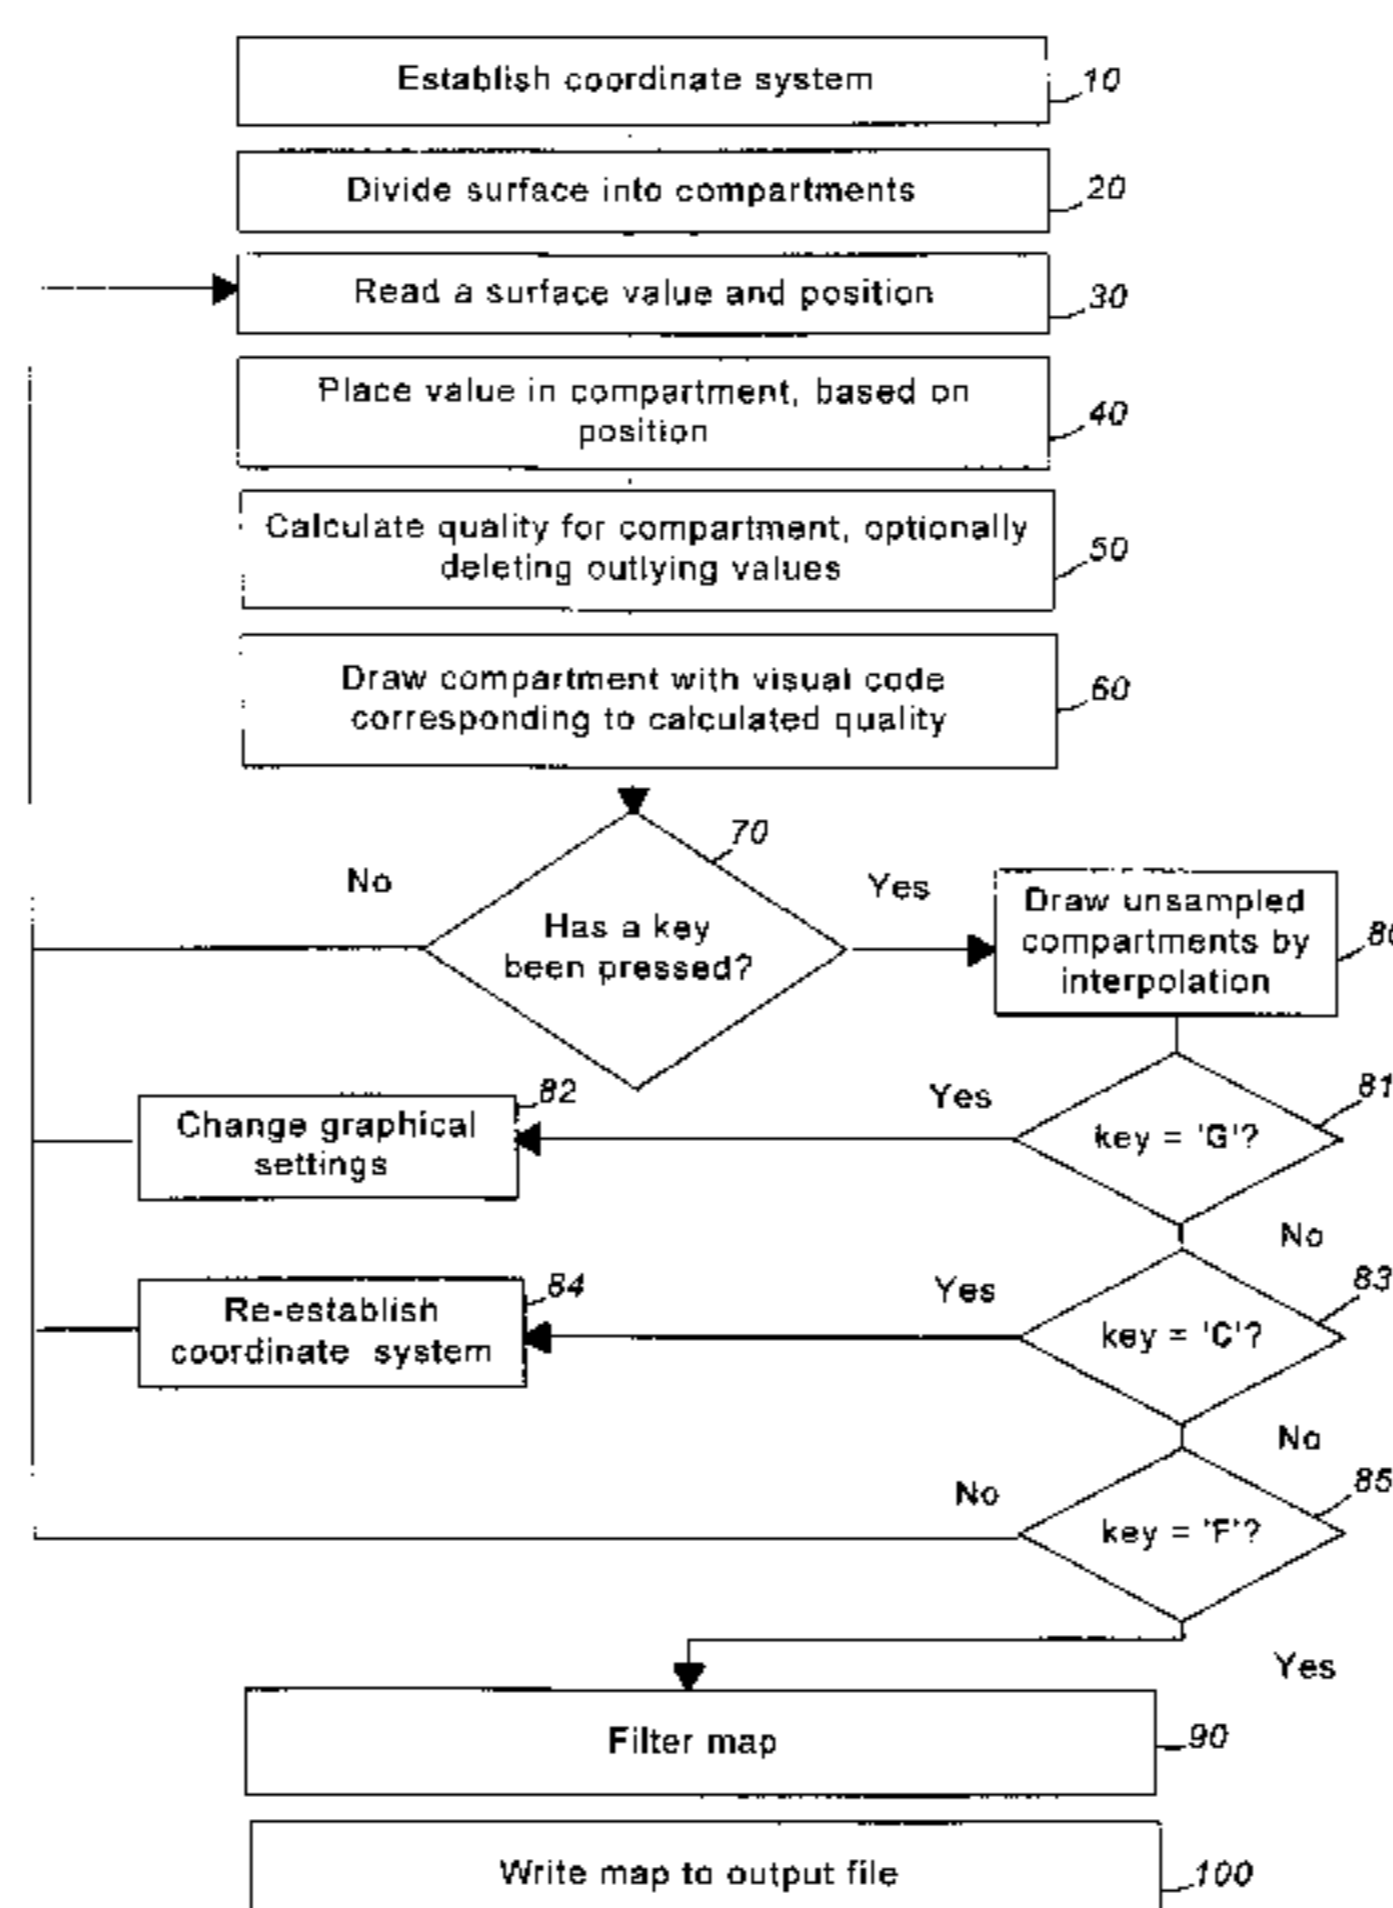 Establish coordinate system
10
Divide surface into compartments
20
Read a surface value and position
30
Place value in compartment, based on
position
40
Calculate quality for compartment, optionally
deleting outlying values
50
Draw compartment with visual code
corresponding to calculated quality
60
70
No
Yes
Has a key
been pressed?
Draw unsampled
compartments by
interpolation
80
82
Change graphical
settings
Yes
key = 'G'?
81
No
84
Re-establish
coordinate system
Yes
key = 'C'?
83
No
No
key = 'F'?
85
Yes
Filter map
90
Write map to output file
100